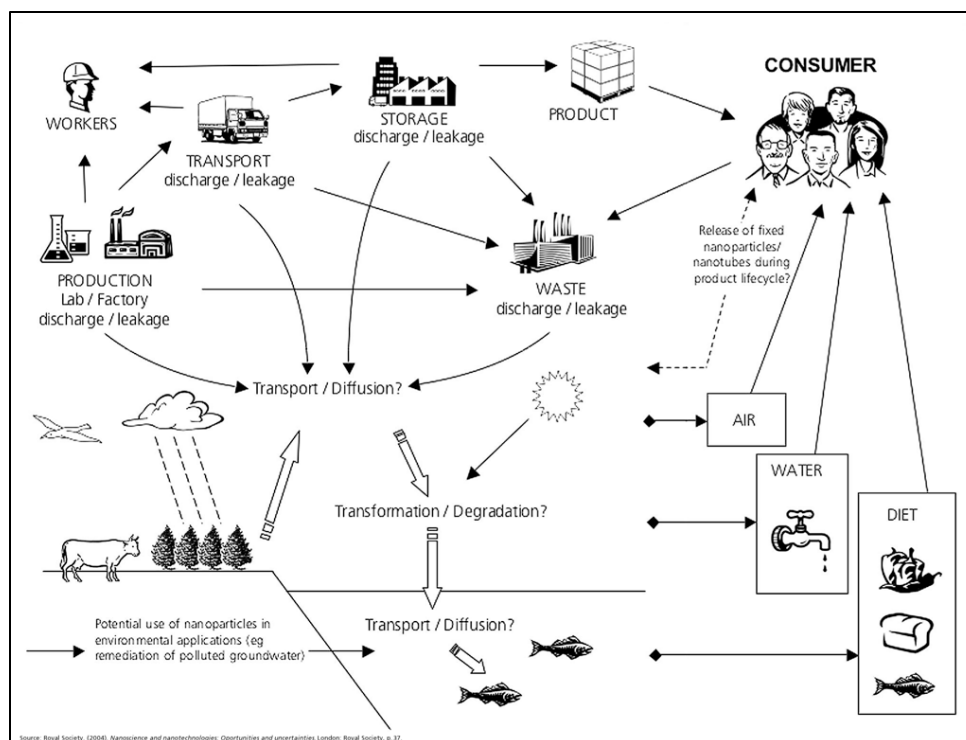 CONSUMER
WORKERS
STORAGE
discharge / leakage
PRODUCT
TRANSPORT
discharge / leakage
Release of fixed
nanoparticles/
nanotubes during
product lifecycle?
PRODUCTION
Lab / Factory
discharge / leakage
WASTE
discharge / leakage
Transport / Diffusion?
AIR
WATER
Transformation / Degradation?
DIET
Potential use of nanoparticles in
environmental applications (eg
remediation of polluted groundwater)
Transport / Diffusion?
Source: Royal Society. (2004). Nanoscience and nanotechnologies: Oportunities and uncertainties. London: Royal Society, p 37.